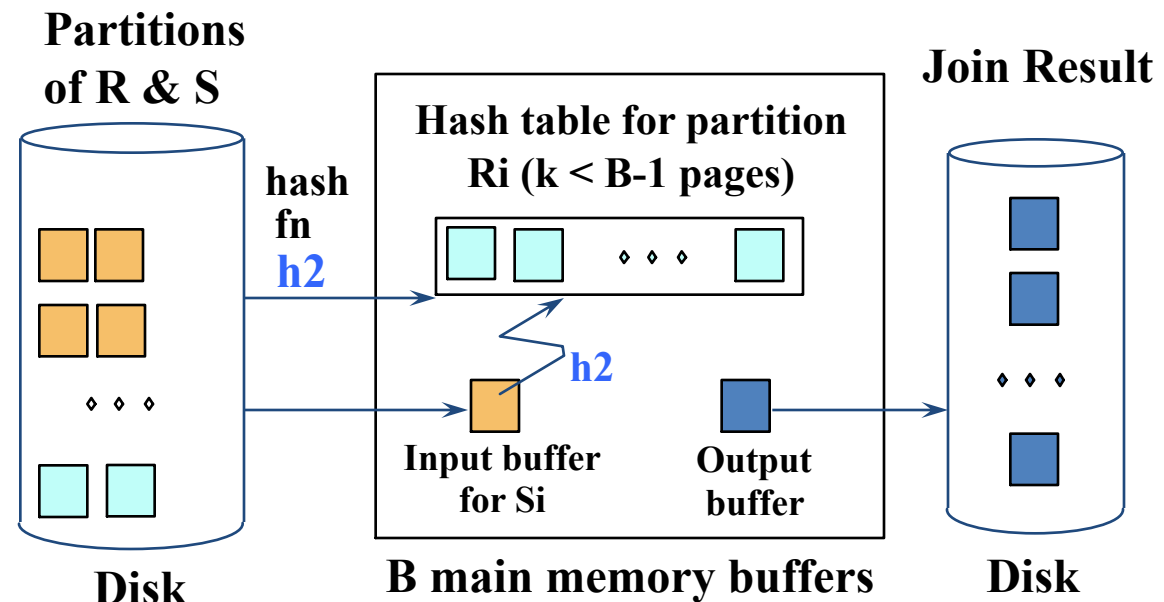 Partitions
of R & S
Join Result
Hash table for partition
Ri (k < B-1 pages)
hash
fn
h2
h2
Input buffer
for Si
Output
buffer
Disk
B main memory buffers
Disk